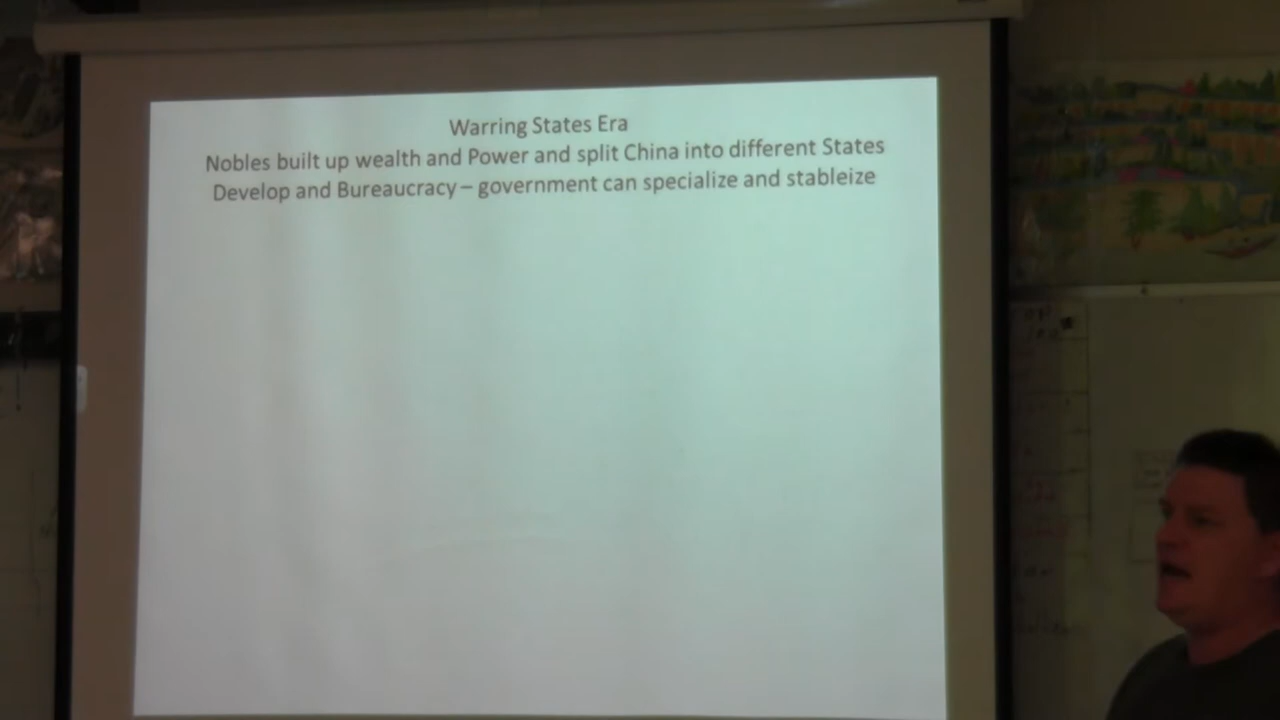 Warring States Era
Nobles built up wealth and Power and split China into different States
Develop and Bureaucracy – government can specialize and stableize